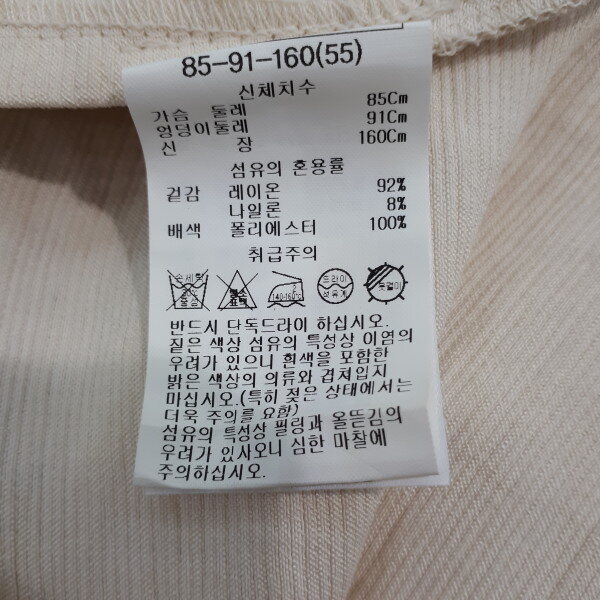 85-91-160(55)
신체치수
가슴 둘레 85Cm
엉덩이둘레 91Cm
신 장 160Cm
섬유의 혼용률
겉감 레이온 92%
나일론 8%
배색 폴리에스터 100%
취급주의
드라이
반드시 단독드라이 하십시오.
짙은 색상 섬유의 특성상 이염의
우려가 있으니 흰색을 포함한
밝은 색상의 의류와 겹쳐입지
마십시오.(특히 젖은 상태에서는
더욱 주의를 요함)
섬유의 특성상 필링과 올뜯김의
우려가 있사오니 심한 마찰에
주의하십시오.